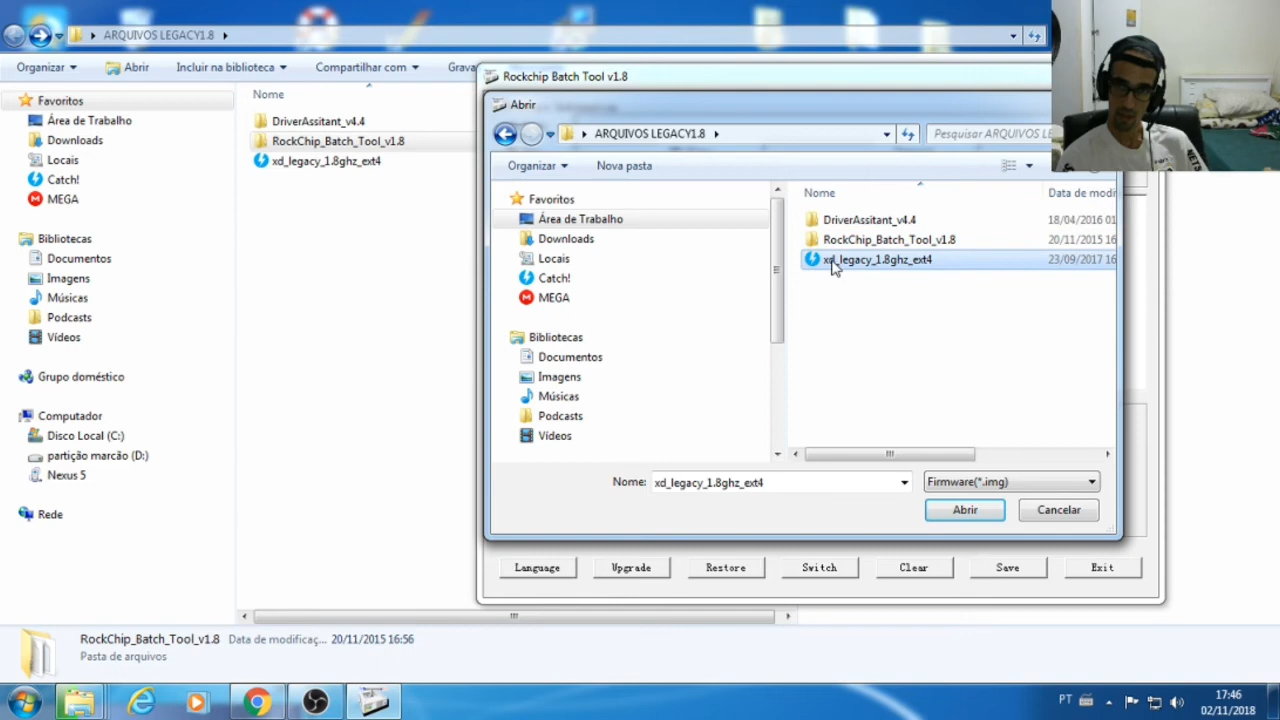 ARQUIVOS LEGACY1.8
Organizar
Abrir
Incluir na biblioteca
Compartilhar com
Grava
Favoritos
Área de Trabalho
Downloads
Locais
Catch!
MEGA
Bibliotecas
Documentos
Imagens
Músicas
Podcasts
Vídeos
Grupo doméstico
Computador
Disco Local (C:)
partição marcão (D:)
Nexus 5
Rede
Nome
DriverAssitant_v4.4
RockChip_Batch_Tool_v1.8
xd_legacy_1.8ghz_ext4
Rockchip Batch Tool v1.8
Abrir
ARQUIVOS LEGACY1.8
Pesquisar ARQUIVOS LE
Organizar
Nova pasta
Favoritos
Área de Trabalho
Downloads
Locais
Catch!
MEGA
Bibliotecas
Documentos
Imagens
Músicas
Podcasts
Vídeos
Nome Data de modi
DriverAssitant_v4.4 18/04/2016 01
RockChip_Batch_Tool_v1.8 20/11/2015 16
xd_legacy_1.8ghz_ext4 23/09/2017 16
Nome: xd_legacy_1.8ghz_ext4 Firmware(*.img)
Abrir Cancelar
Language Upgrade Restore Switch Clear Save Exit
RockChip_Batch_Tool_v1.8 Data de modificaç... 20/11/2015 16:56
Pasta de arquivos
PT
17:46
02/11/2018